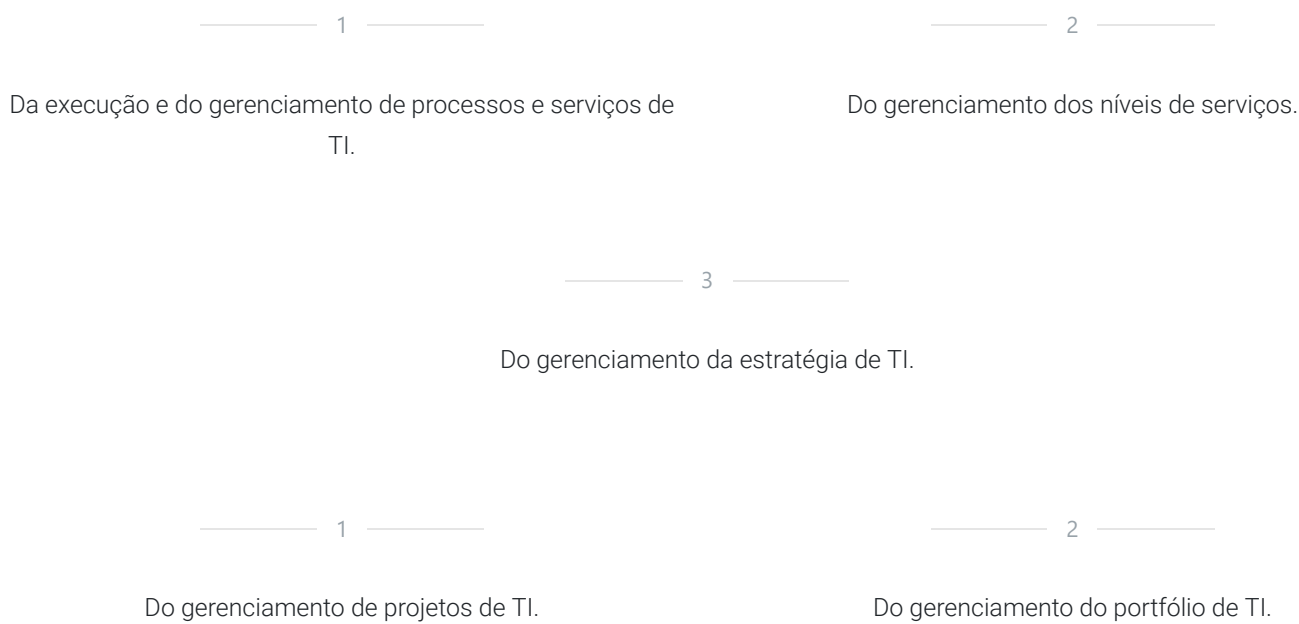 1
Da execução e do gerenciamento de processos e serviços de
TI.
2
Do gerenciamento dos níveis de serviços.
3
Do gerenciamento da estratégia de TI.
1
Do gerenciamento de projetos de TI.
2
Do gerenciamento do portfólio de TI.